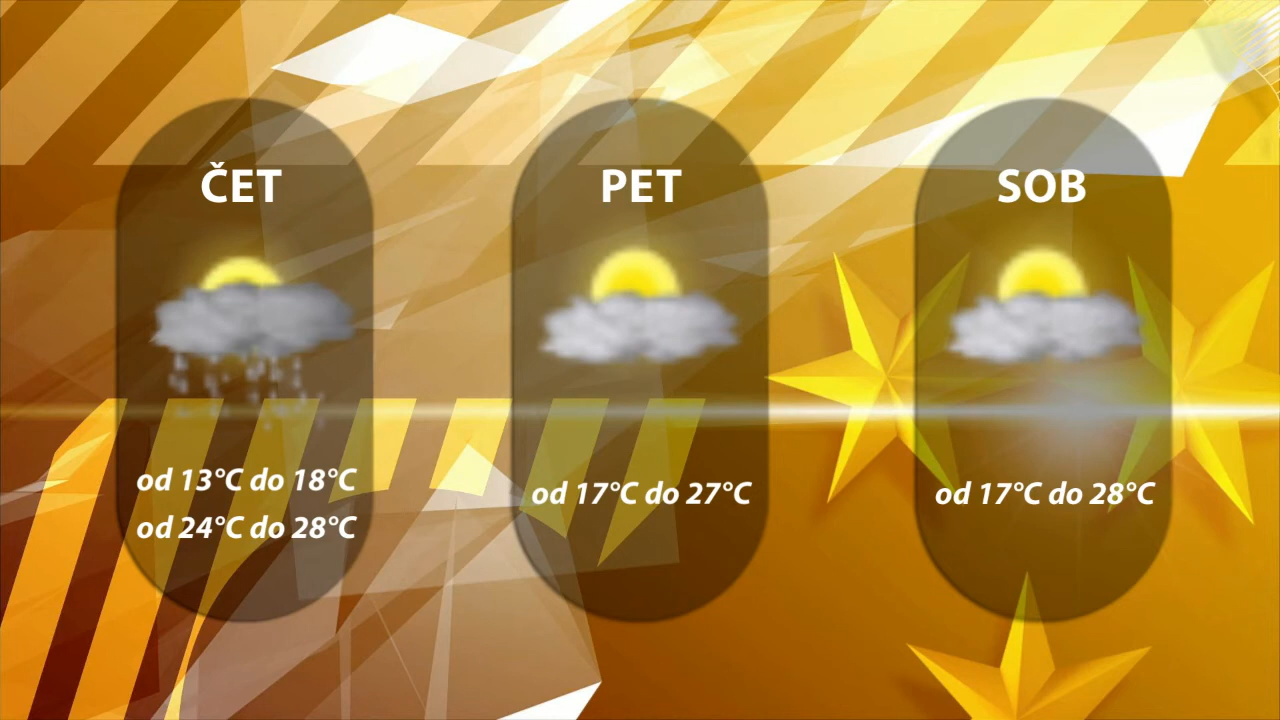 ČET
od 13°C do 18°C
od 24°C do 28°C
PET
od 17°C do 27°C
SOB
od 17°C do 28°C